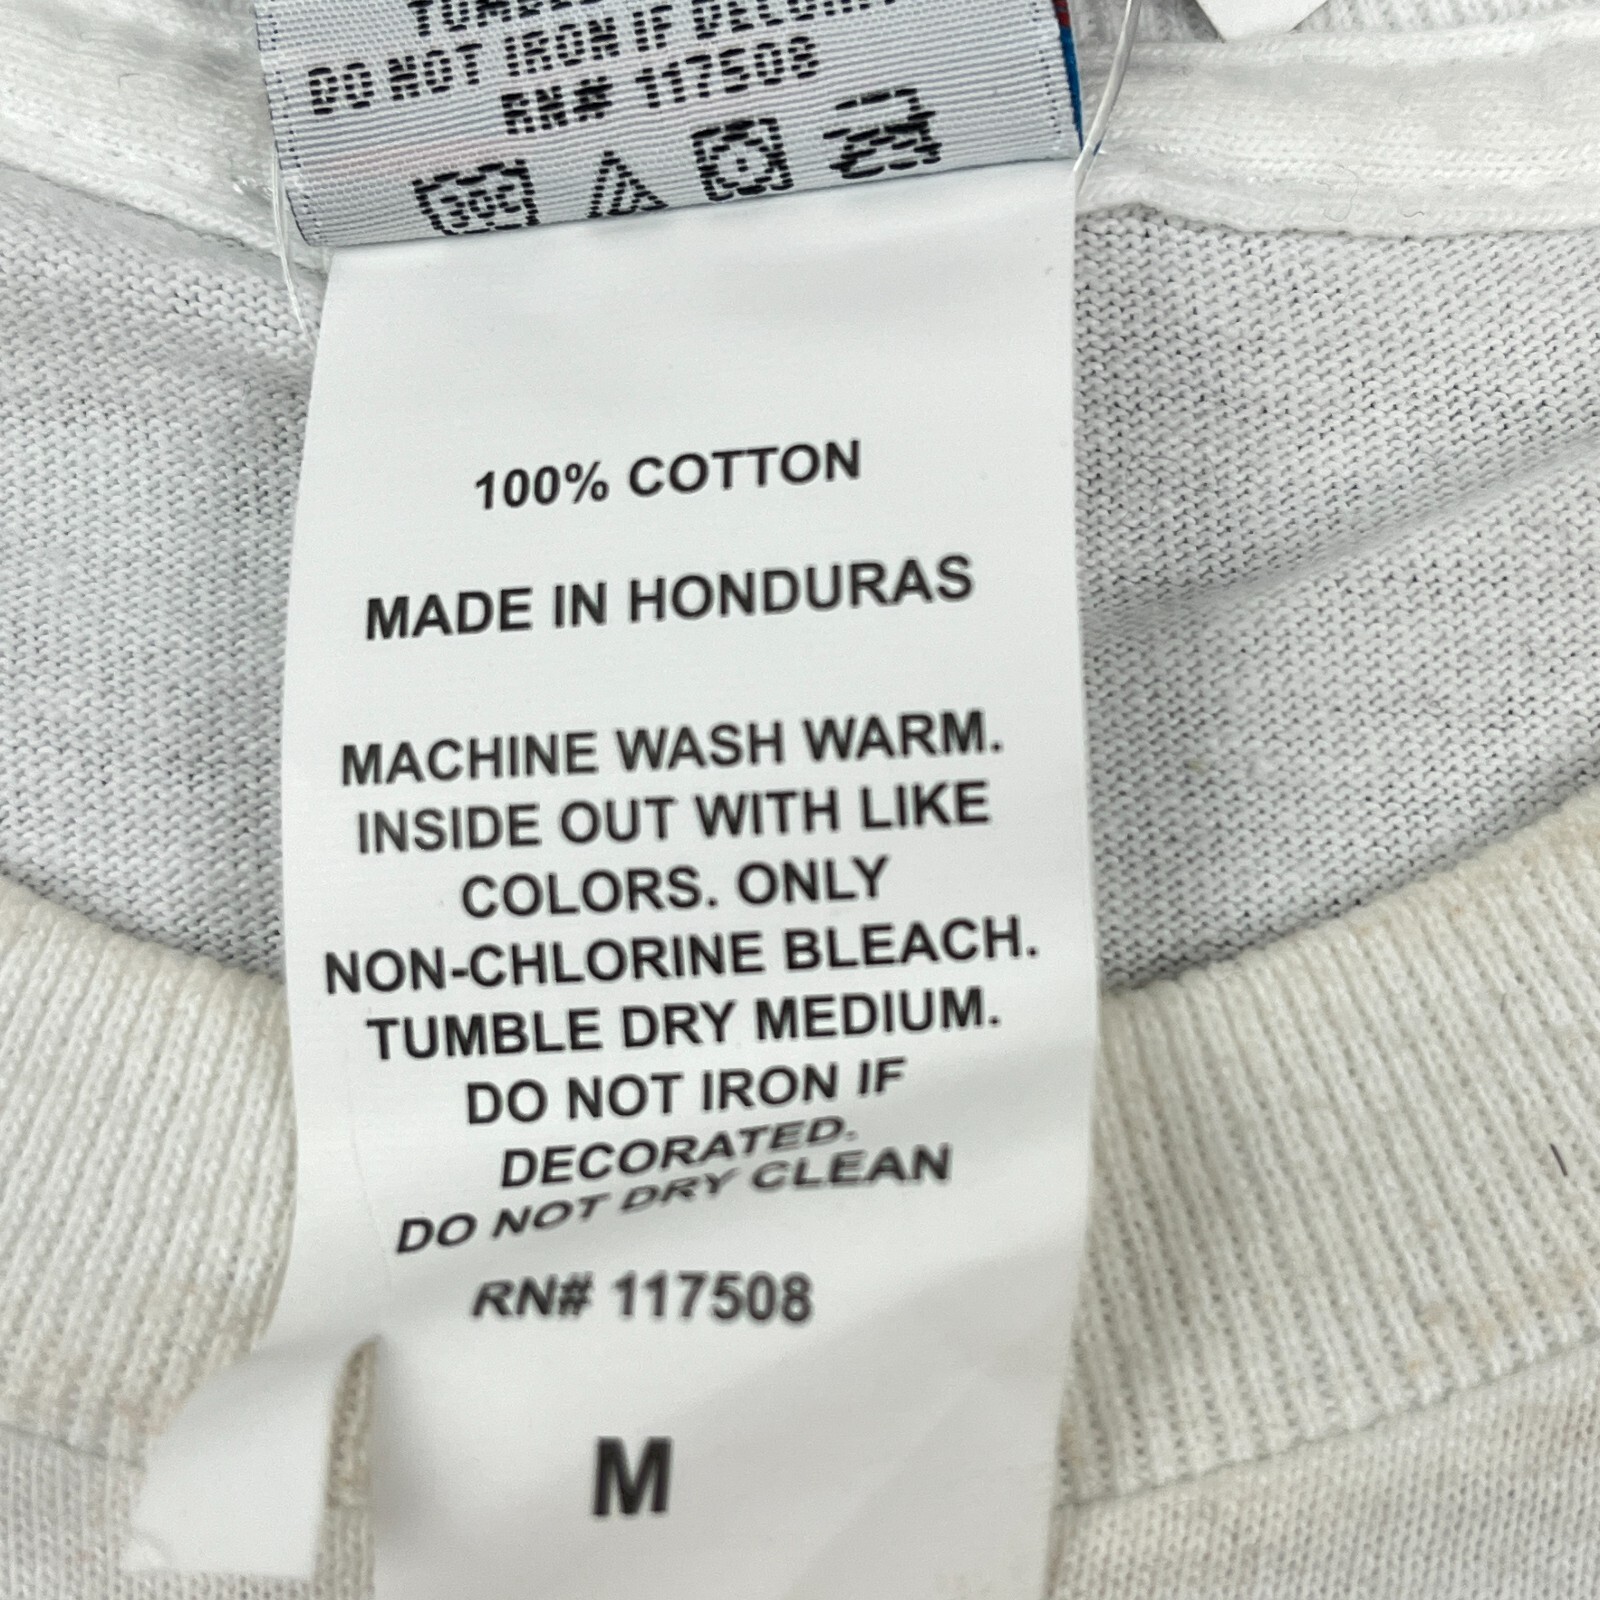 DO NOT IRON IF
RN# 117508
30C
100% COTTON
MADE IN HONDURAS
MACHINE WASH WARM.
INSIDE OUT WITH LIKE
COLORS. ONLY
NON-CHLORINE BLEACH.
TUMBLE DRY MEDIUM.
DO NOT IRON IF
DECORATED.
DO NOT DRY CLEAN
RN# 117508
M